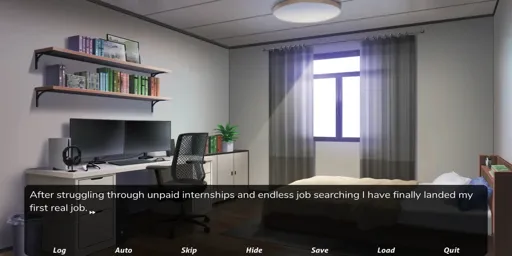 After struggling through unpaid internships and endless job searching I have finally landed my
first real job.
Log Auto Skip Hide Save Load Quit